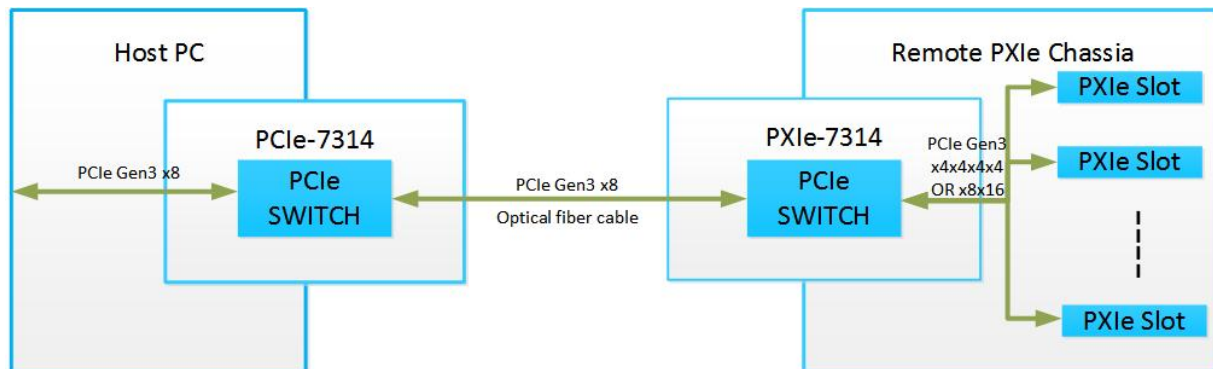 Host PC
Remote PXIe Chassia
PCIe-7314
PXIe-7314
PCIe Gen3 x8
PCIe
SWITCH
PCIe Gen3 x8
Optical fiber cable
PCIe
SWITCH
PCIe Gen3
x4x4x4x4
OR x8x16
PXIe Slot
PXIe Slot
PXIe Slot